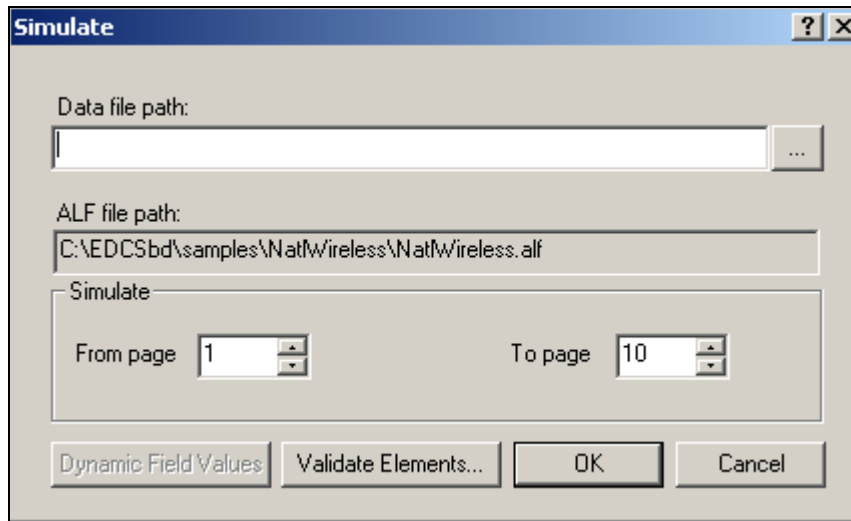 Simulate
Data file path:
...
ALF file path:
C:\EDCSbd\samples\NatlWireless\NatlWireless.alf
Simulate
From page 1 To page 10
Dynamic Field Values Validate Elements... OK Cancel